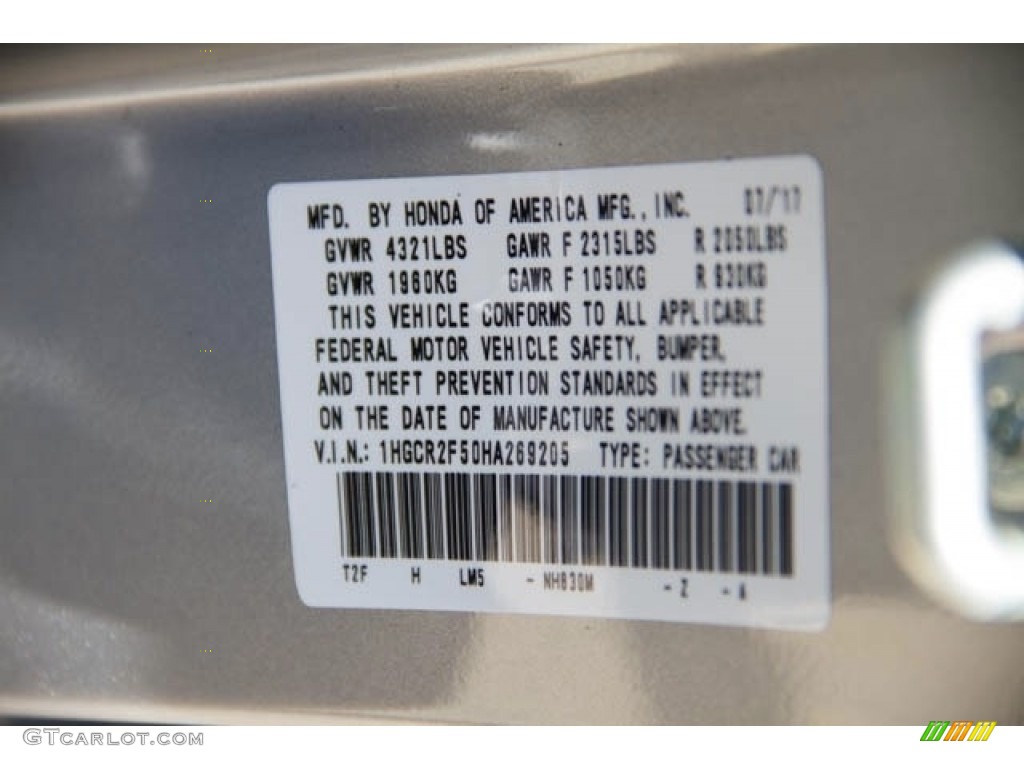 MFD. BY HONDA OF AMERICA MFG., INC. 07/'17
GVWR 4321LBS GAWR F 2315LBS R 2050LBS
GVWR 1960KG GAWR F 1050KG R 930KG
THIS VEHICLE CONFORMS TO ALL APPLICABLE
FEDERAL MOTOR VEHICLE SAFETY, BUMPER,
AND THEFT PREVENTION STANDARDS IN EFFECT
ON THE DATE OF MANUFACTURE SHOWN ABOVE.
V.I.N.: 1HGCR2F50HA269205 TYPE: PASSENGER CAR
T2F H LM5 - NH830M - Z - A
GTCARLOT.COM